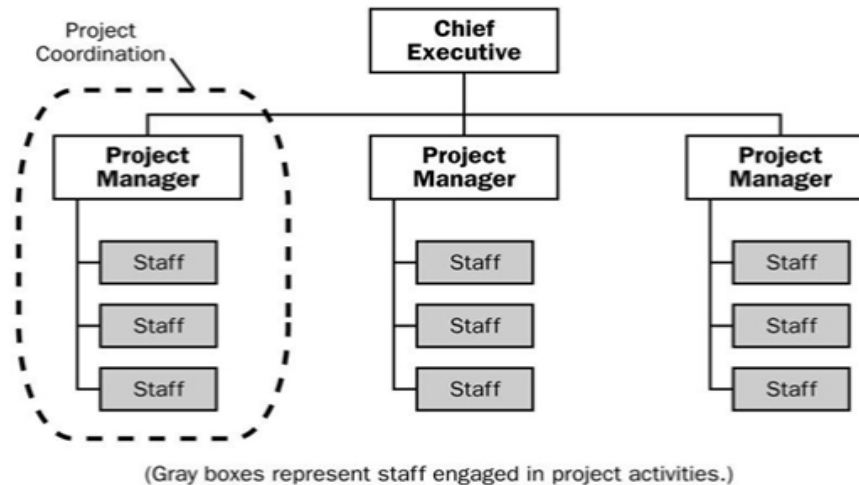 Project
Coordination
Chief
Executive
Project
Manager
Project
Manager
Project
Manager
Staff
Staff
Staff
Staff
Staff
Staff
Staff
Staff
Staff
(Gray boxes represent staff engaged in project activities.)